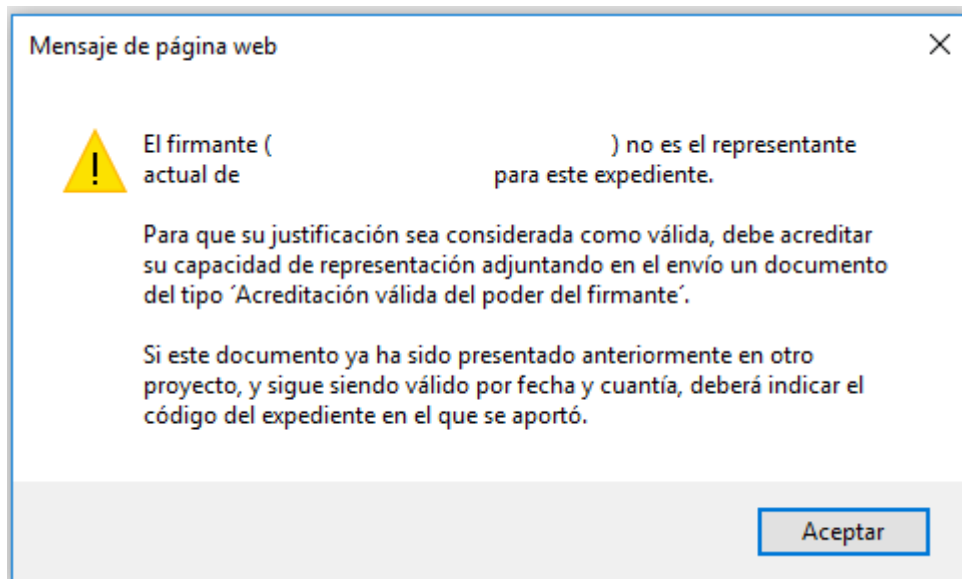 Mensaje de página web
El firmante ( ) no es el representante
actual de para este expediente.
Para que su justificación sea considerada como válida, debe acreditar
su capacidad de representación adjuntando en el envío un documento
del tipo ´Acreditación válida del poder del firmante´.
Si este documento ya ha sido presentado anteriormente en otro
proyecto, y sigue siendo válido por fecha y cuantía, deberá indicar el
código del expediente en el que se aportó.
Aceptar